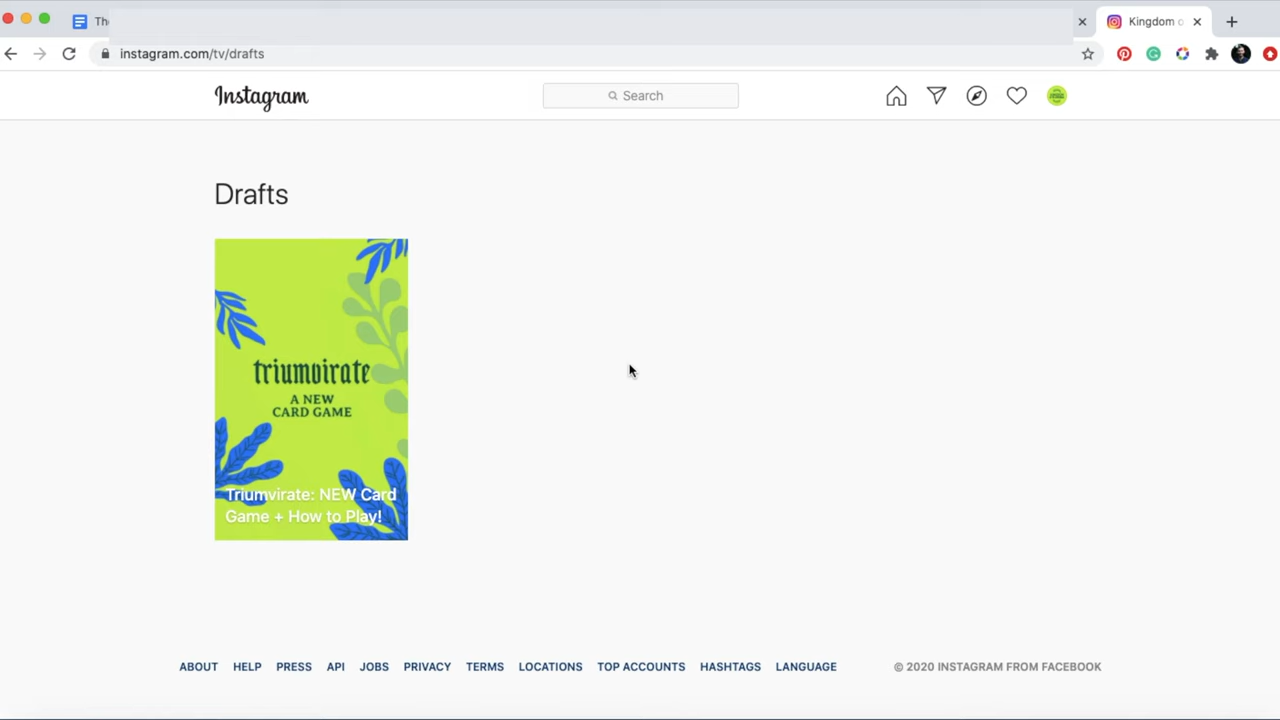 Th
Kingdom o
instagram.com/tv/drafts
Instagram
Search
Drafts
triumvirate
A NEW
CARD GAME
Triumvirate: NEW Card
Game + How to Play!
ABOUT HELP PRESS API JOBS PRIVACY TERMS LOCATIONS TOP ACCOUNTS HASHTAGS LANGUAGE © 2020 INSTAGRAM FROM FACEBOOK